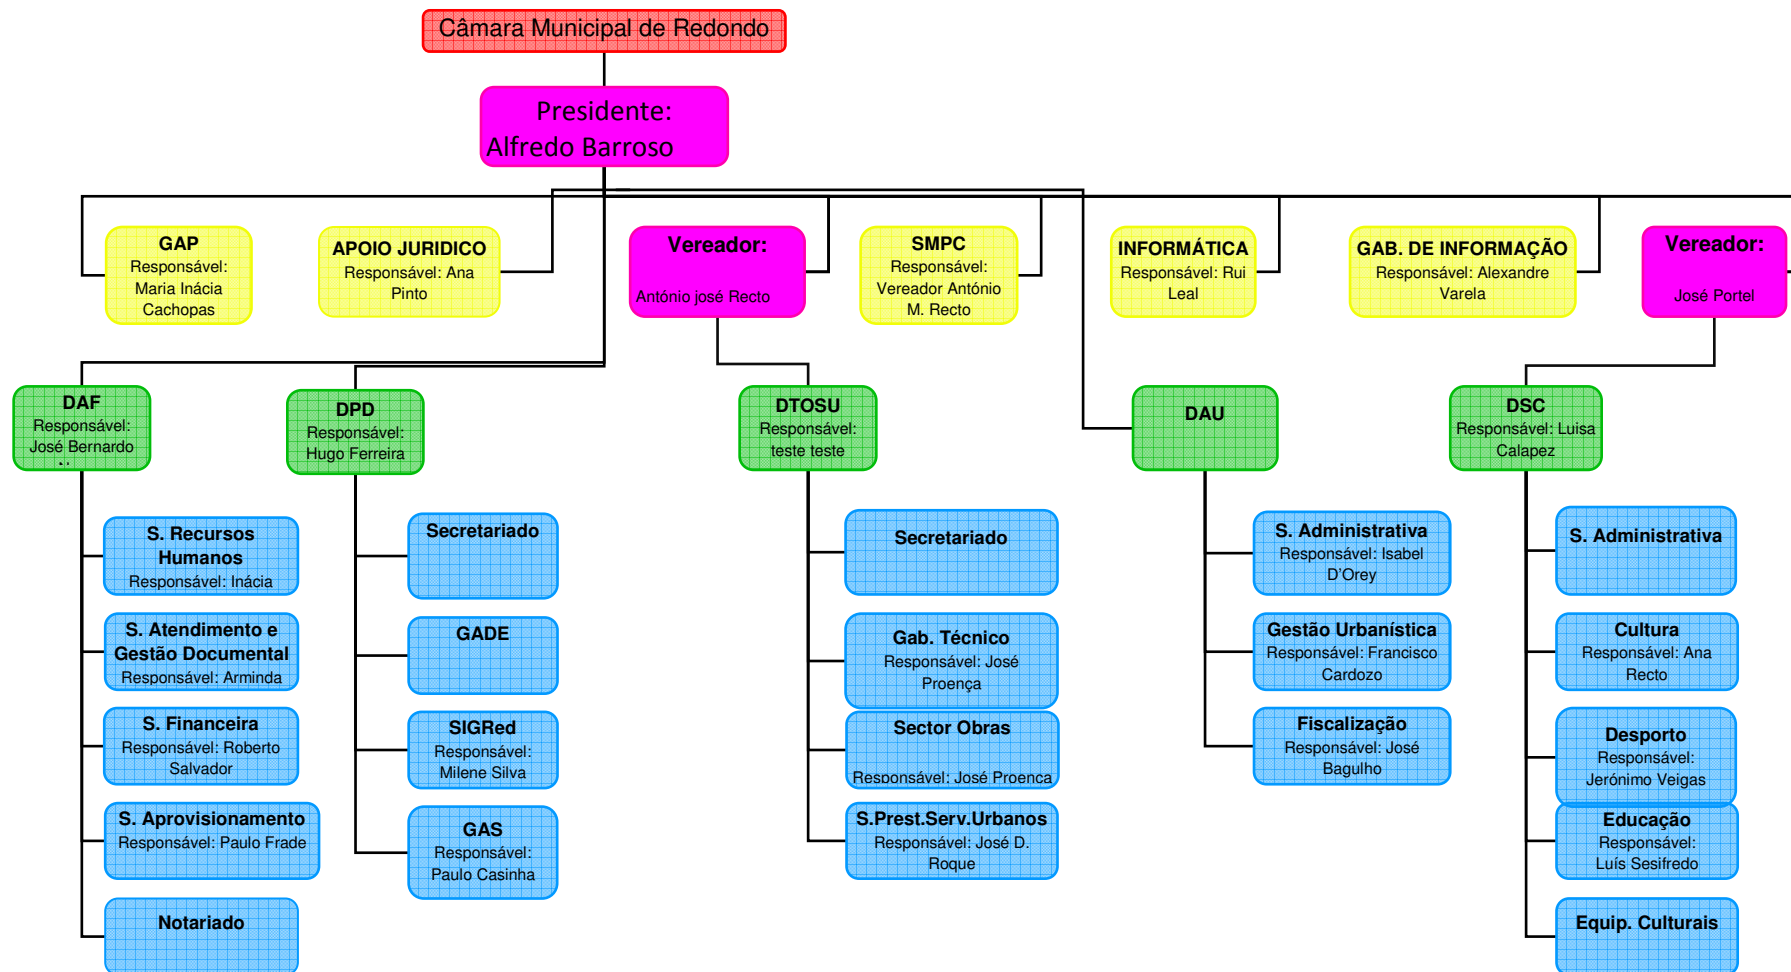 Câmara Municipal de Redondo
Presidente:
Alfredo Barroso
GAP
Responsável:
Maria Inácia
Cachopas
APOIO JURIDICO
Responsável: Ana
Pinto
Vereador:
António josé Recto
SMPC
Responsável:
Vereador António
M. Recto
INFORMÁTICA
Responsável: Rui
Leal
GAB. DE INFORMAÇÃO
Responsável: Alexandre
Varela
Vereador:
José Portel
DAF
Responsável:
José Bernardo
DPD
Responsável:
Hugo Ferreira
DTOSU
Responsável:
teste teste
DAU
DSC
Responsável: Luisa
Calapez
S. Recursos
Humanos
Responsável: Inácia
S. Atendimento e
Gestão Documental
Responsável: Arminda
S. Financeira
Responsável: Roberto
Salvador
S. Aprovisionamento
Responsável: Paulo Frade
Notariado
Secretariado
GADE
SIGRed
Responsável:
Milene Silva
GAS
Responsável:
Paulo Casinha
Secretariado
Gab. Técnico
Responsável: José
Proença
Sector Obras
Responsável: José Proença
S.Prest.Serv.Urbanos
Responsável: José D.
Roque
S. Administrativa
Responsável: Isabel
D'Orey
Gestão Urbanística
Responsável: Francisco
Cardozo
Fiscalização
Responsável: José
Bagulho
S. Administrativa
Cultura
Responsável: Ana
Recto
Desporto
Responsável:
Jerónimo Veigas
Educação
Responsável:
Luís Sesifredo
Equip. Culturais